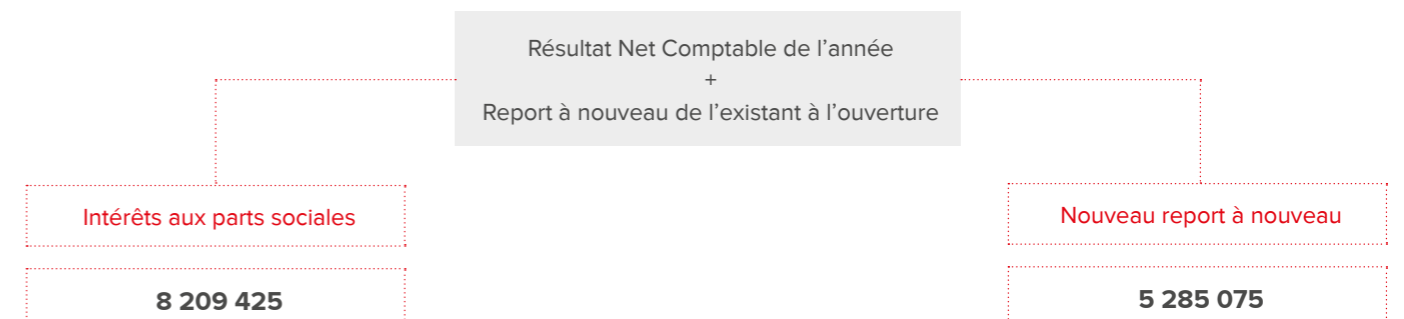 Résultat Net Comptable de l’année
+
Report à nouveau de l’existant à l’ouverture
Intérêts aux parts sociales
Nouveau report à nouveau
8 209 425
5 285 075